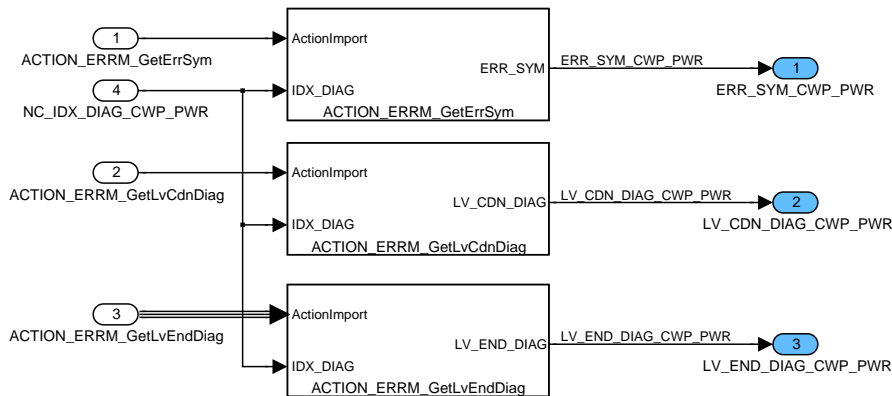 1
ACTION_ERRM_GetErrSym
4
NC_IDX_DIAG_CWP_PWR
ActionImport
ERR_SYM
IDX_DIAG
ACTION_ERRM_GetErrSym
ERR_SYM_CWP_PWR
1
ERR_SYM_CWP_PWR
2
ACTION_ERRM_GetLvCdnDiag
ActionImport
LV_CDN_DIAG
IDX_DIAG
ACTION_ERRM_GetLvCdnDiag
LV_CDN_DIAG_CWP_PWR
2
LV_CDN_DIAG_CWP_PWR
3
ACTION_ERRM_GetLvEndDiag
ActionImport
LV_END_DIAG
IDX_DIAG
ACTION_ERRM_GetLvEndDiag
LV_END_DIAG_CWP_PWR
3
LV_END_DIAG_CWP_PWR